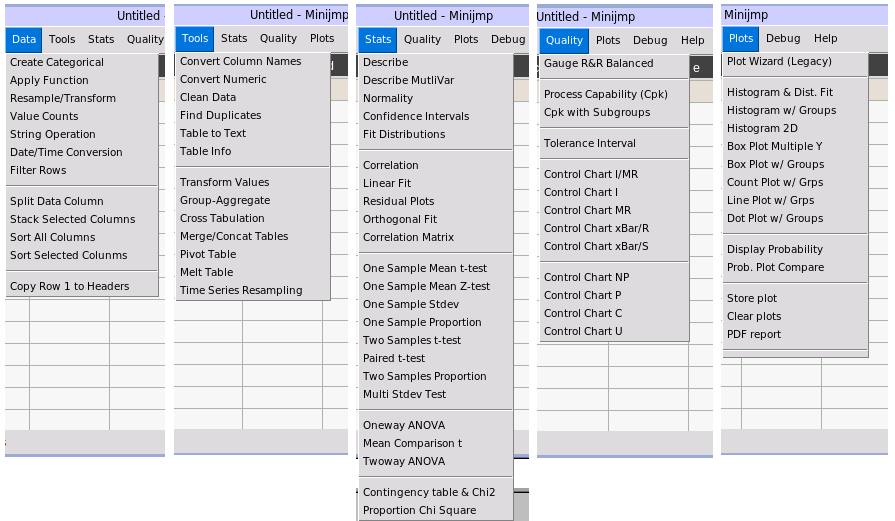 Untitled -
Data Tools Stats Quality
Create Categorical
Apply Function
Resample/Transform
Value Counts
String Operation
Date/Time Conversion
Filter Rows
Split Data Column
Stack Selected Columns
Sort All Columns
Sort Selected Colunms
Copy Row 1 to Headers
Untitled - Minijmp
Tools Stats Quality Plots
Convert Column Names
Convert Numeric
Clean Data
Find Duplicates
Table to Text
Table Info
Transform Values
Group-Aggregate
Cross Tabulation
Merge/Concat Tables
Pivot Table
Melt Table
Time Series Resampling
Untitled - Minijmp
Stats Quality Plots Debug
Describe
Describe MutliVar
Normality
Confidence Intervals
Fit Distributions
Correlation
Linear Fit
Residual Plots
Orthogonal Fit
Correlation Matrix
One Sample Mean t-test
One Sample Mean Z-test
One Sample Stdev
One Sample Proportion
Two Samples t-test
Paired t-test
Two Samples Proportion
Multi Stdev Test
Oneway ANOVA
Mean Comparison t
Twoway ANOVA
Contingency table & Chi2
Proportion Chi Square
Untitled - Minijmp
Quality Plots Debug Help
Gauge R&R Balanced
e
Process Capability (Cpk)
Cpk with Subgroups
Tolerance Interval
Control Chart I/MR
Control Chart I
Control Chart MR
Control Chart xBar/R
Control Chart xBar/S
Control Chart NP
Control Chart P
Control Chart C
Control Chart U
Minijmp
Plots Debug Help
Plot Wizard (Legacy)
Histogram & Dist. Fit
Histogram w/ Groups
Histogram 2D
Box Plot Multiple Y
Box Plot w/ Groups
Count Plot w/ Grps
Line Plot w/ Grps
Dot Plot w/ Groups
Display Probability
Prob. Plot Compare
Store plot
Clear plots
PDF report